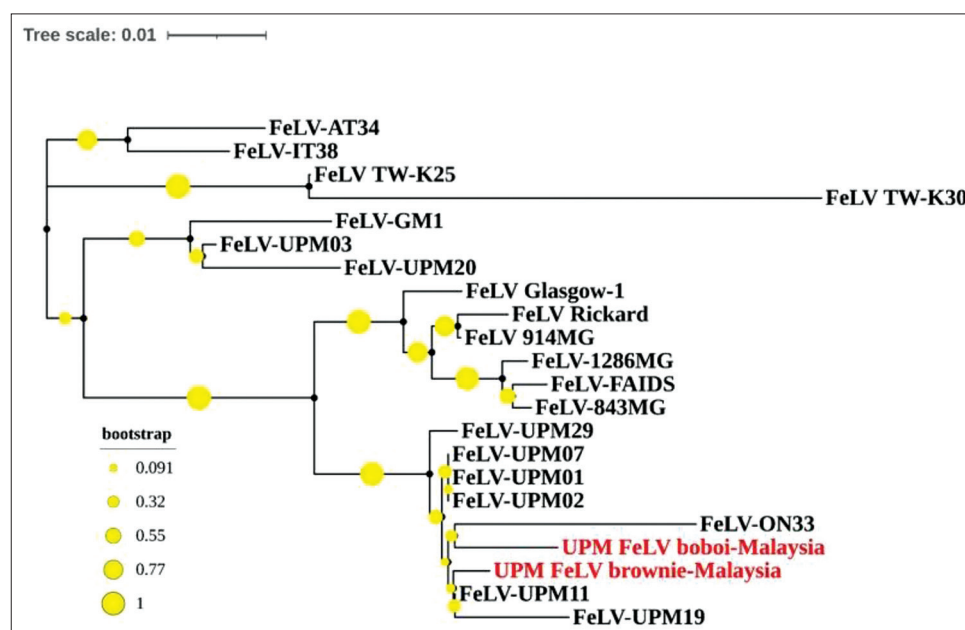 Tree scale: 0.01
FeLV-AT34
FeLV-IT38
FeLV TW-K25
FeLV TW-K30
FeLV-GM1
FeLV-UPM03
FeLV-UPM20
FeLV Glasgow-1
FeLV Rickard
FeLV 914MG
FeLV-1286MG
FeLV-FAIDS
FeLV-843MG
FeLV-UPM29
FeLV-UPM07
FeLV-UPM01
FeLV-UPM02
FeLV-ON33
UPM FeLV boboi-Malaysia
UPM FeLV brownie-Malaysia
FeLV-UPM11
FeLV-UPM19
bootstrap
0.091
0.32
0.55
0.77
1